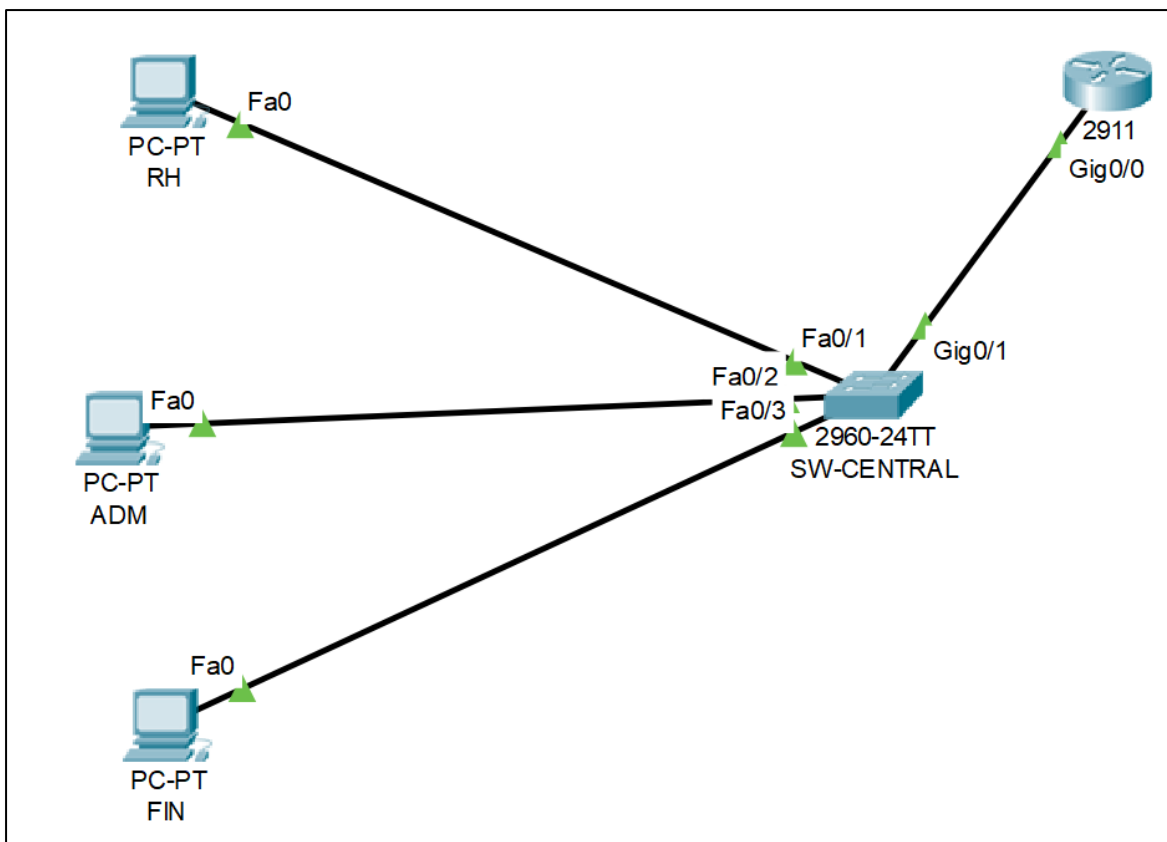 Fa0
PC-PT
RH
2911
Gig0/0
Fa0/1
Gig0/1
Fa0/2
Fa0/3
2960-24TT
SW-CENTRAL
Fa0
PC-PT
ADM
Fa0
PC-PT
FIN